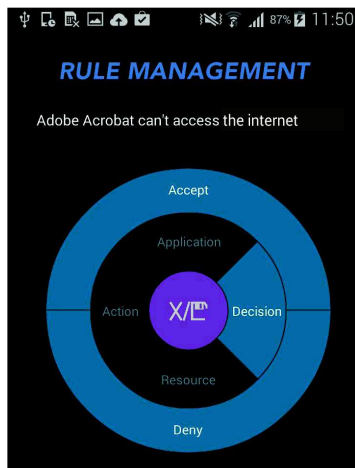 87% 11:50
RULE MANAGEMENT
Adobe Acrobat can't access the internet
Accept
Application
Action X/ Decision
Resource
Deny